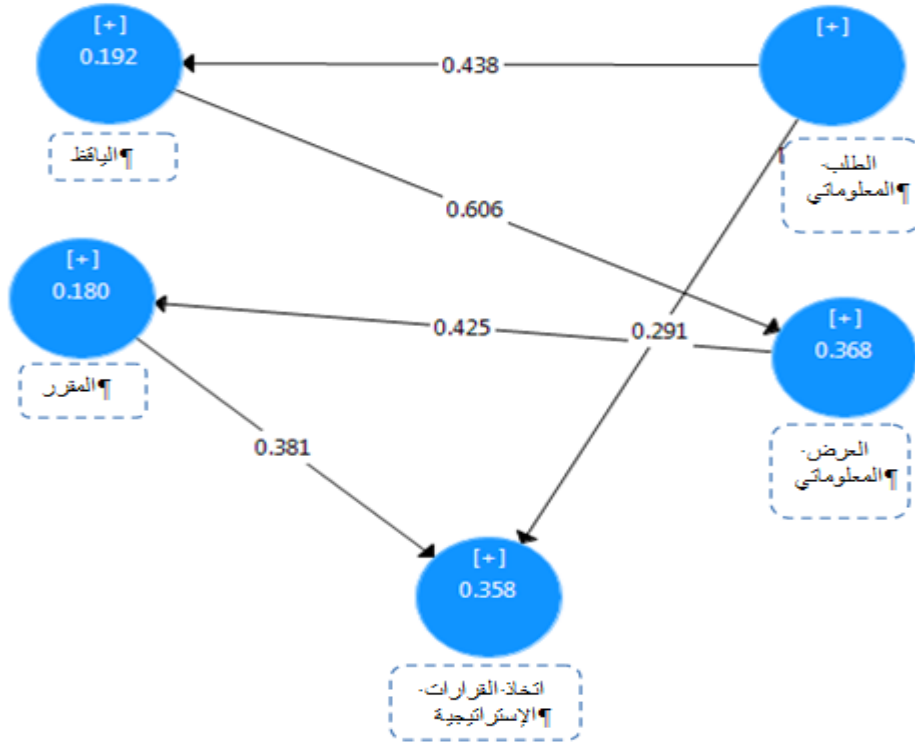 [+]
0.192
[+]
0.438
¶الياقظ
الطلب-
¶المعلوماتي
0.606
[+]
0.180
[+]
0.368
0.425
0.291
¶المقرر
العرض-
¶المعلوماتي
0.381
[+]
0.358
اتخاذ-القرارات-
¶الإستراتيجية